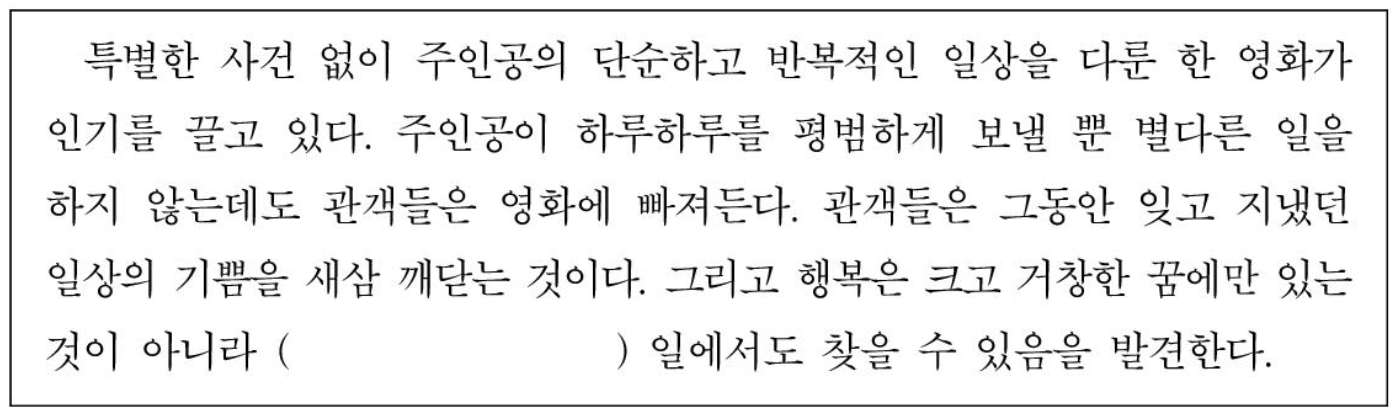 특별한 사건 없이 주인공의 단순하고 반복적인 일상을 다룬 한 영화가
인기를 끌고 있다. 주인공이 하루하루를 평범하게 보낼 뿐 별다른 일을
하지 않는데도 관객들은 영화에 빠져든다. 관객들은 그동안 잊고 지냈던
일상의 기쁨을 새삼 깨닫는 것이다. 그리고 행복은 크고 거창한 꿈에만 있는
것이 아니라 (                    ) 일에서도 찾을 수 있음을 발견한다.